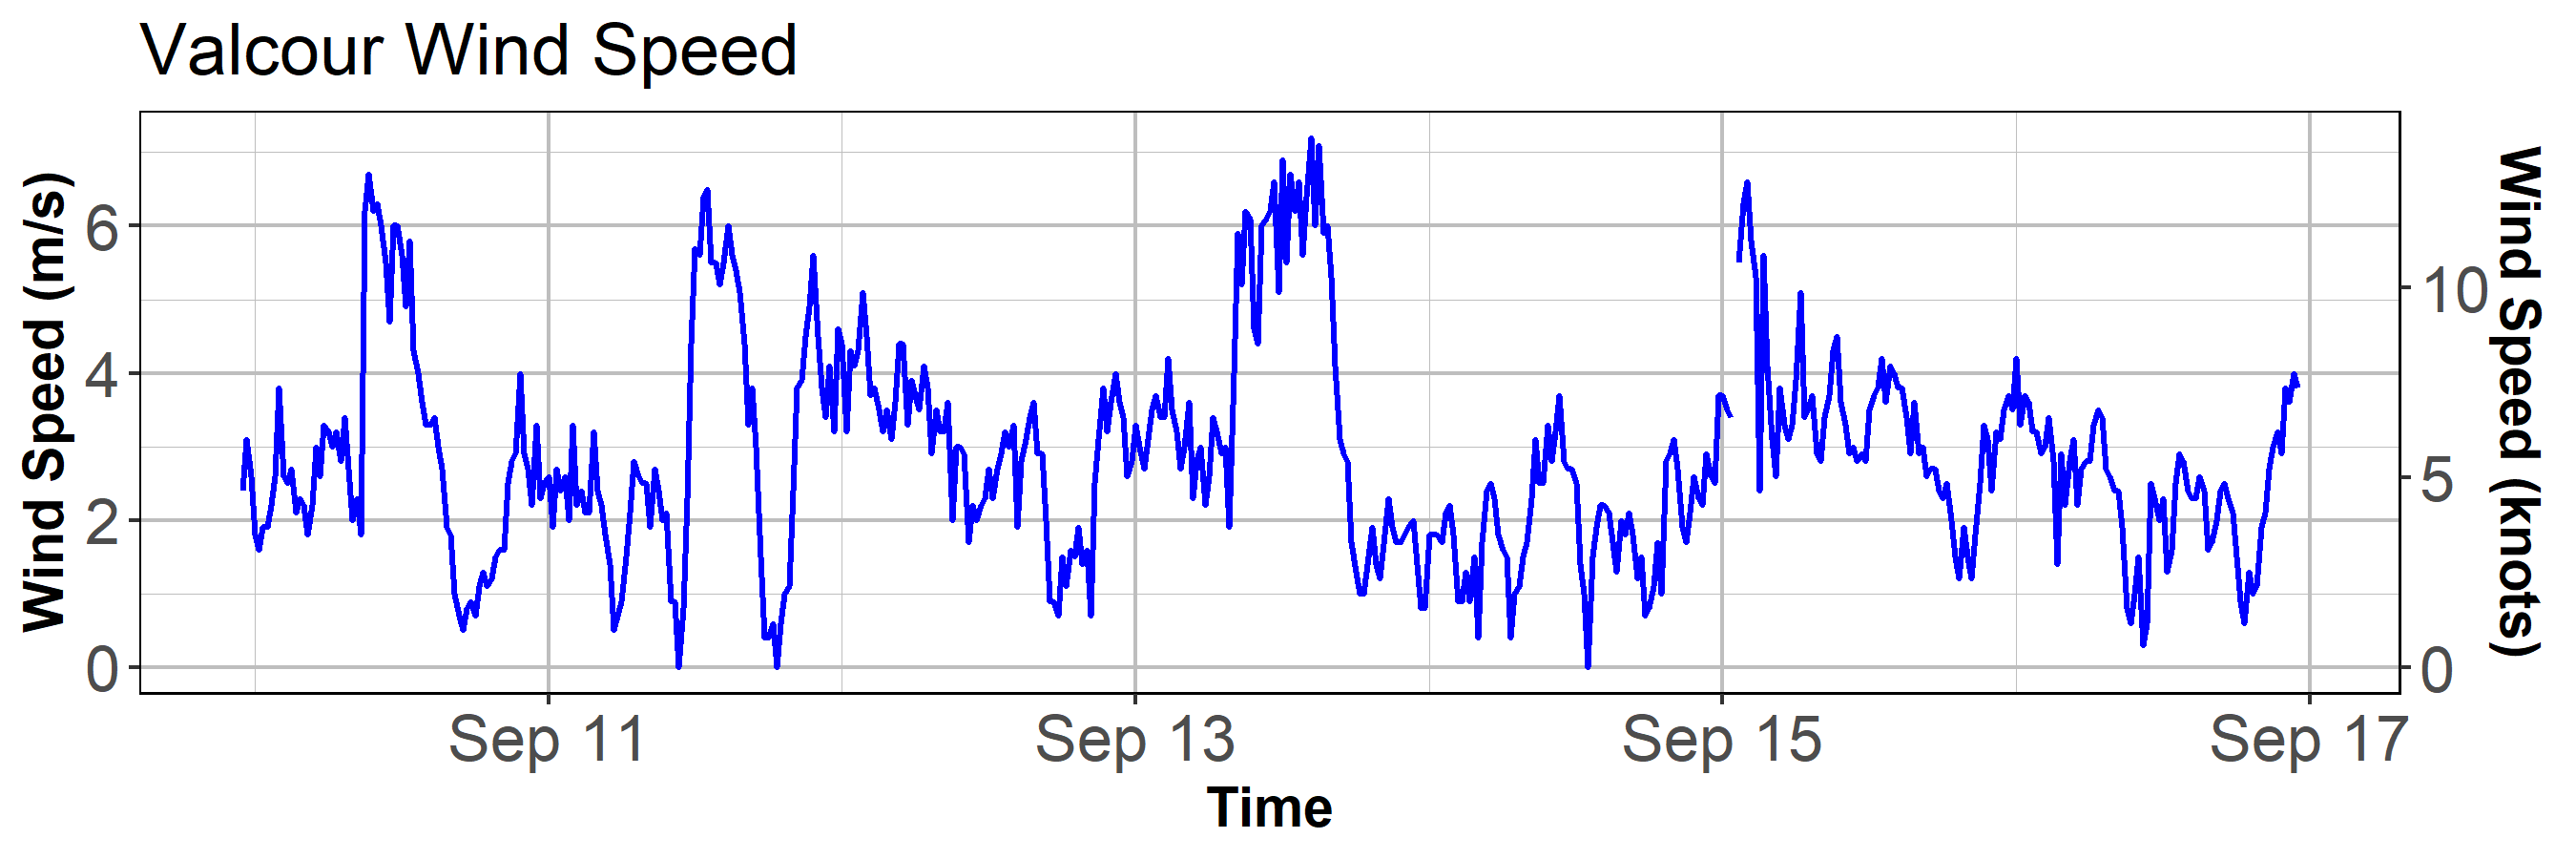 Valcour Wind Speed
Wind Speed (m/s)
6
4
2
0
10
5
0
Wind Speed (knots)
Sep 11
Sep 13
Sep 15
Sep 17
Time